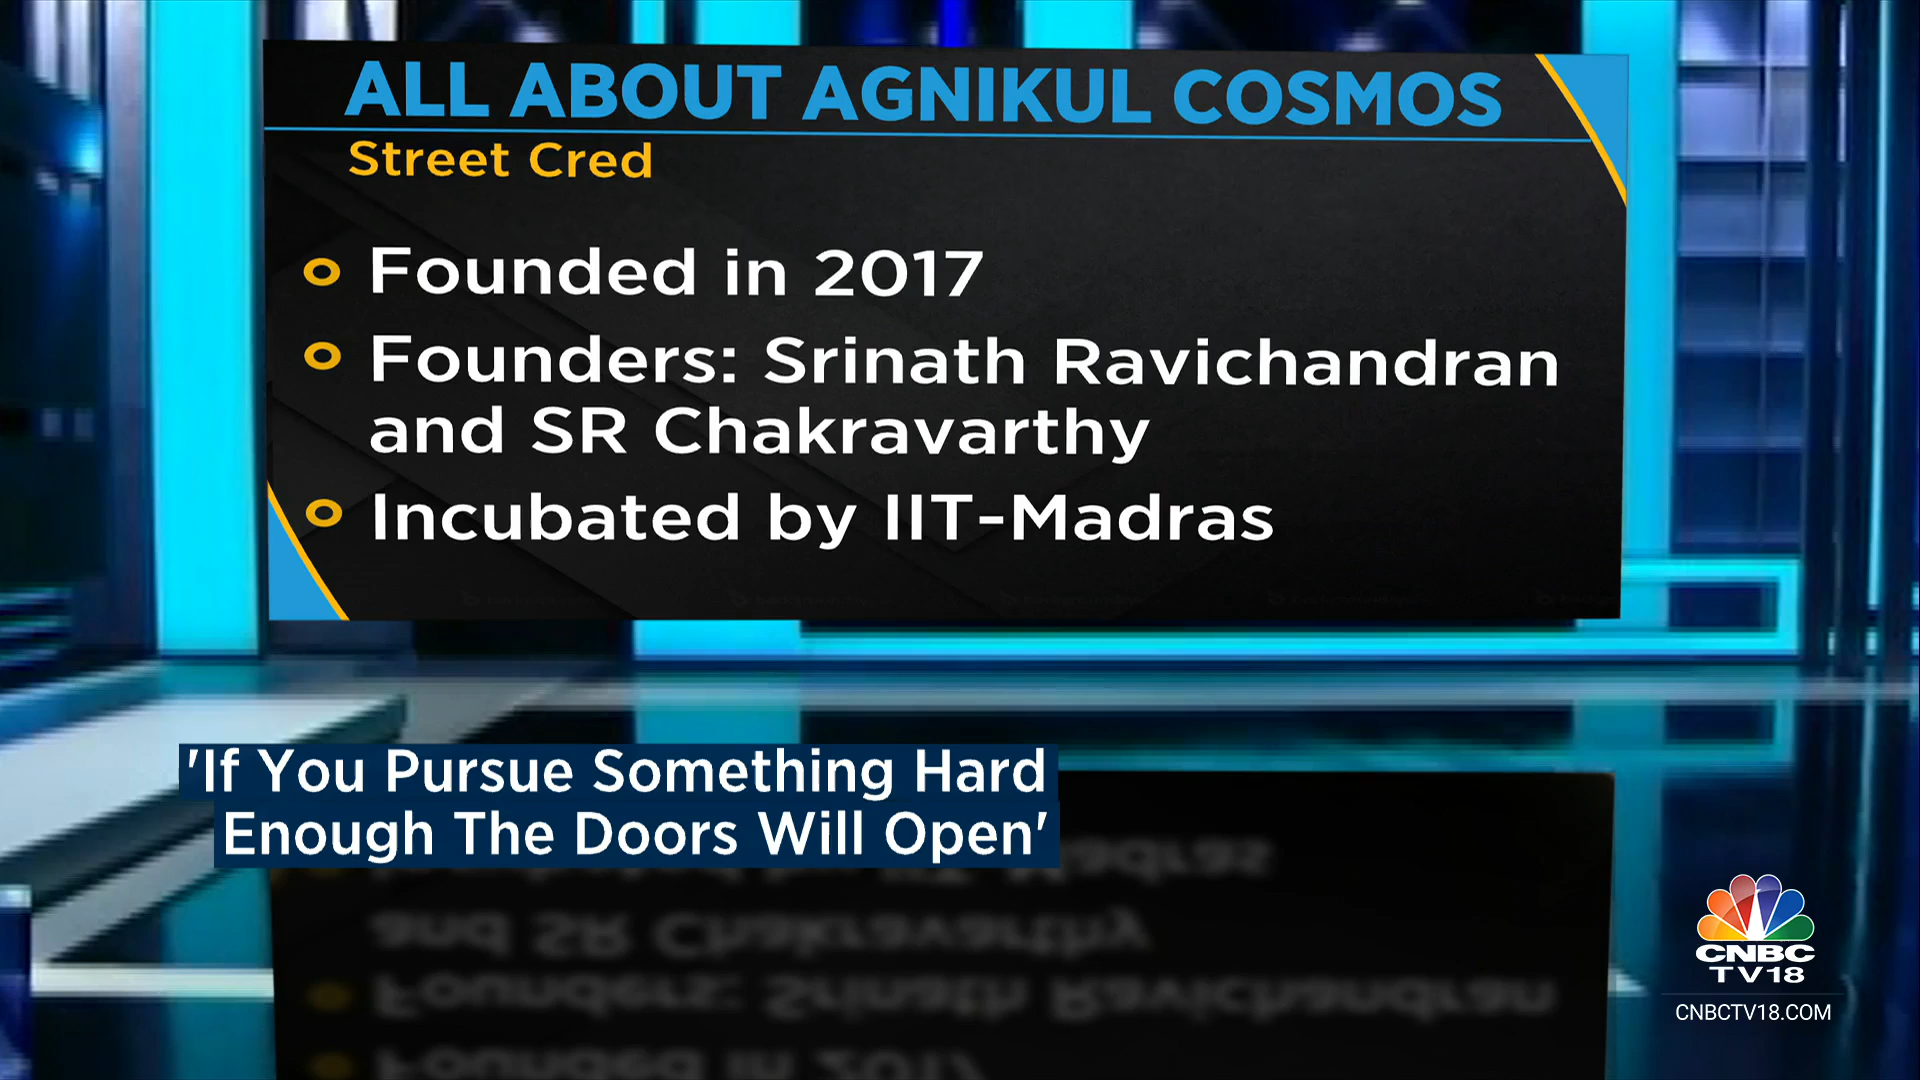 ALL ABOUT AGNIKUL COSMOS
Street Cred
Founded in 2017
Founders: Srinath Ravichandran
and SR Chakravarthy
Incubated by IIT-Madras
'If You Pursue Something Hard
Enough The Doors Will Open'
CNBC
TV18
CNBCTV18.COM